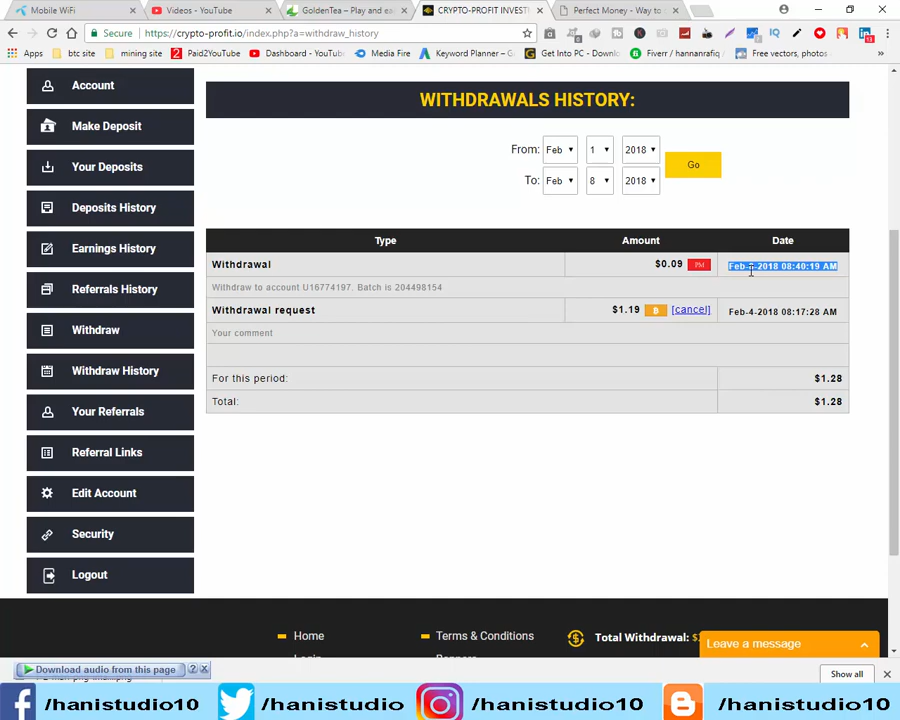 Mobile WiFi
Videos - YouTube
GoldenTea – Play and ea
CRYPTO-PROFIT INVEST
Perfect Money - Way to
Secure
https://crypto-profit.io/index.php?a=withdraw_history
Apps
btc site
mining site
Paid2YouTube
Dashboard - YouTub
Media Fire
Keyword Planner – G
Get Into PC - Downl
Fiverr / hannanrafiq
Free vectors, photos
Account
Make Deposit
Your Deposits
Deposits History
Earnings History
Referrals History
Withdraw
Withdraw History
Your Referrals
Referral Links
Edit Account
Security
Logout
WITHDRAWALS HISTORY:
From: Feb 1 2018
To: Feb 8 2018
Go
Type Amount Date
Withdrawal $0.09 PM 2018 08:40:19 AM
Withdraw to account U16774197. Batch is 204498154
Withdrawal request $1.19 [cancel] Feb-4-2018 08:17:28 AM
Your comment
For this period: $1.28
Total: $1.28
Home
Terms & Conditions
Total Withdrawal:
Leave a message
Download audio from this page
Show all
/hanistudio10
/hanistudio
/hanistudio10
/hanistudio10